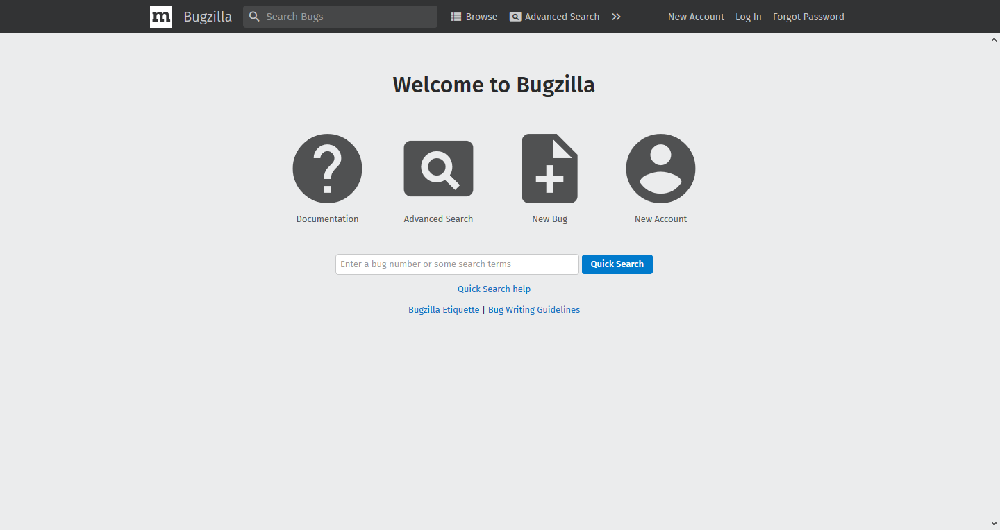 m Bugzilla Search Bugs Browse Advanced Search New Account Log In Forgot Password
Welcome to Bugzilla
Documentation Advanced Search New Bug New Account
Enter a bug number or some search terms Quick Search
Quick Search help
Bugzilla Etiquette | Bug Writing Guidelines